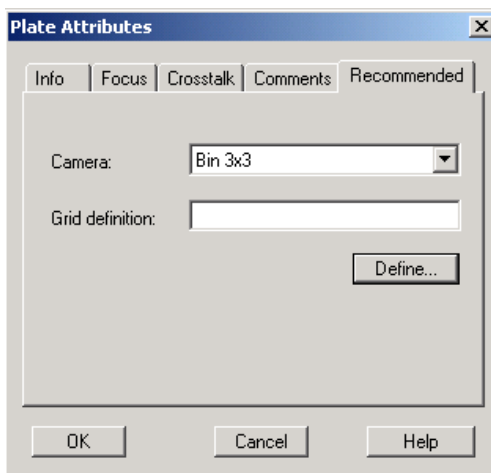 Plate Attributes
Info Focus Crosstalk Comments Recommended
Camera: Bin 3x3
Grid definition:
Define...
OK Cancel Help